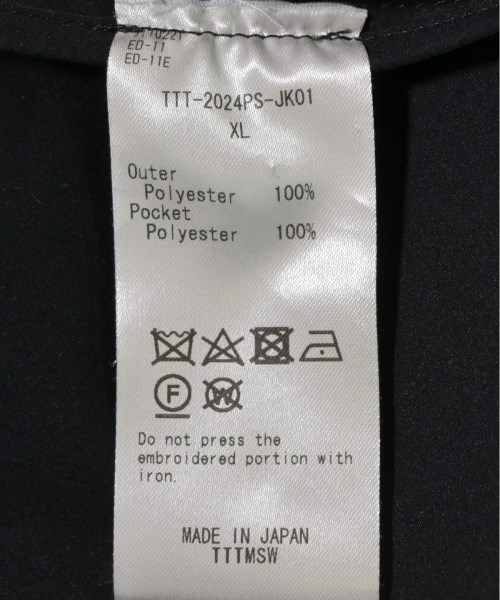 ED-11
ED-11E
TTT-2024PS-JK01
XL
Outer
Polyester 100%
Pocket
Polyester 100%
F
W
Do not press the
embroidered portion with
iron.
MADE IN JAPAN
TTTMSW